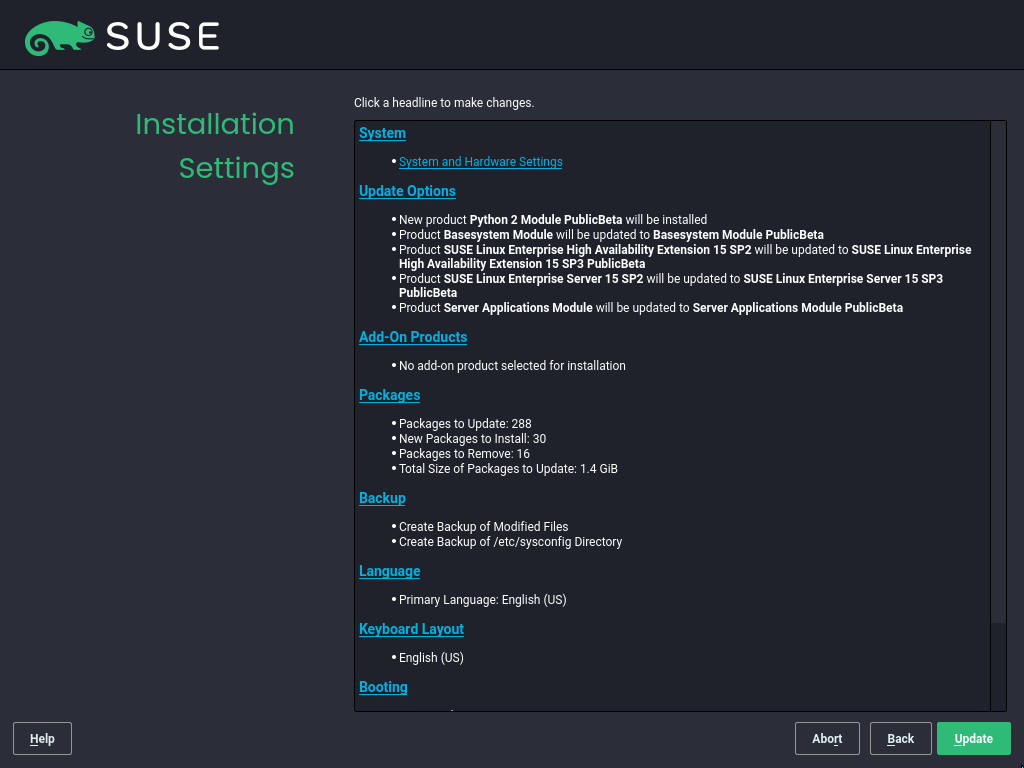 SUSE
Installation
Settings
Click a headline to make changes.
System
• System and Hardware Settings
Update Options
• New product Python 2 Module PublicBeta will be installed
• Product Basesystem Module will be updated to Basesystem Module PublicBeta
• Product SUSE Linux Enterprise High Availability Extension 15 SP2 will be updated to SUSE Linux Enterprise
High Availability Extension 15 SP3 PublicBeta
• Product SUSE Linux Enterprise Server 15 SP2 will be updated to SUSE Linux Enterprise Server 15 SP3
PublicBeta
• Product Server Applications Module will be updated to Server Applications Module PublicBeta
Add-On Products
• No add-on product selected for installation
Packages
• Packages to Update: 288
• New Packages to Install: 30
• Packages to Remove: 16
• Total Size of Packages to Update: 1.4 GiB
Backup
• Create Backup of Modified Files
• Create Backup of /etc/sysconfig Directory
Language
• Primary Language: English (US)
Keyboard Layout
• English (US)
Booting
Help
Abort
Back
Update